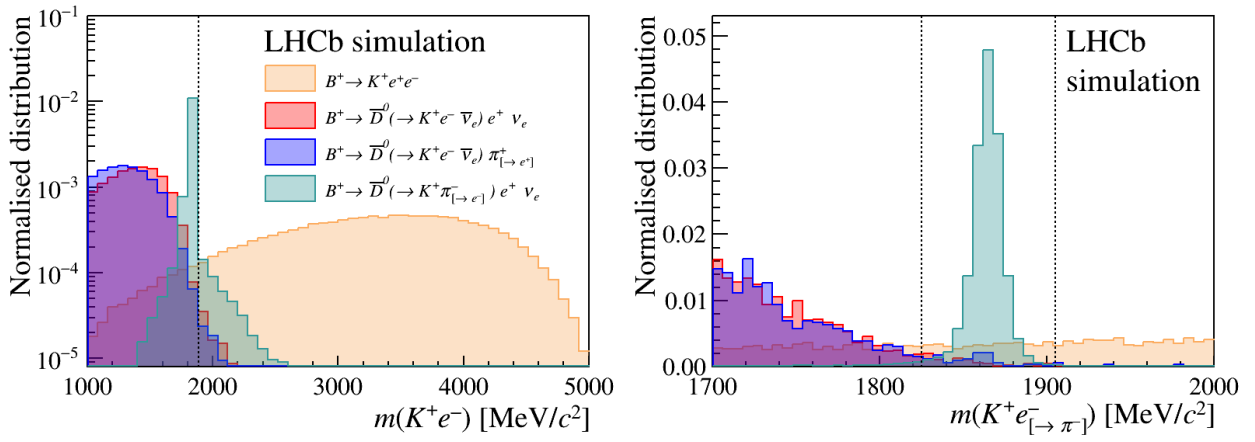 LHCb simulation
B⁺→ K⁺e⁺e⁻
B⁺→ D̅⁰(→ K⁺e⁻ ν̅ₑ) e⁺ νₑ
B⁺→ D̅⁰(→ K⁺e⁻ ν̅ₑ) π⁺[→ e⁺]
B⁺→ D̅⁰(→ K⁺π⁻[→ e⁻]) e⁺ νₑ
Normalised distribution
10⁻¹
10⁻²
10⁻³
10⁻⁴
10⁻⁵
1000 2000 3000 4000 5000
m(K⁺e⁻) [MeV/c²]
LHCb
simulation
Normalised distribution
0.05
0.04
0.03
0.02
0.01
0.00
1700 1800 1900 2000
m(K⁺e⁻[→ π⁻]) [MeV/c²]